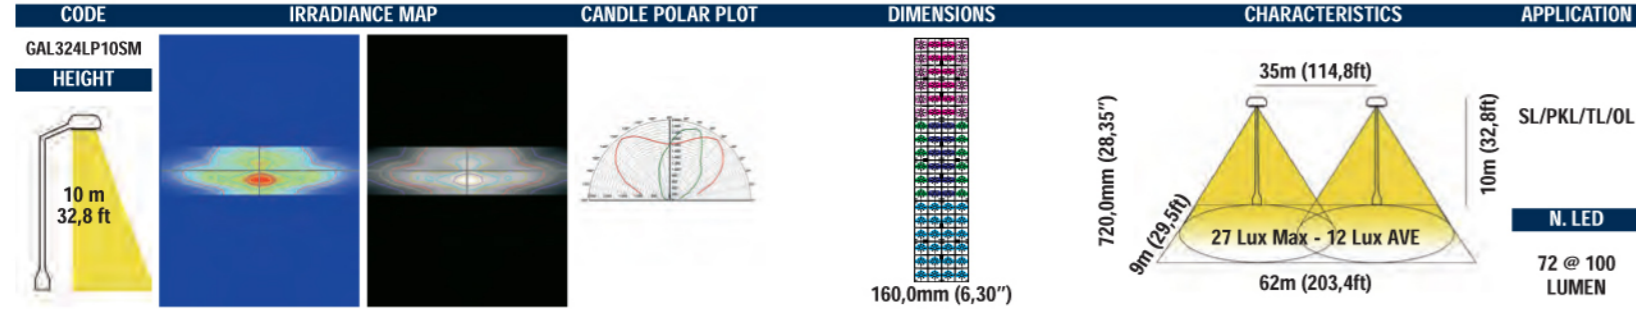 CODE
IRRADIANCE MAP
CANDLE POLAR PLOT
DIMENSIONS
CHARACTERISTICS
APPLICATION
GAL324LP10SM
HEIGHT
10 m
32,8 ft
160,0mm (6,30”)
720,0mm (28,35”)
35m (114,8ft)
10m (32,8ft)
9m (29,5ft)
27 Lux Max - 12 Lux AVE
62m (203,4ft)
SL/PKL/TL/OL
N. LED
72 @ 100
LUMEN